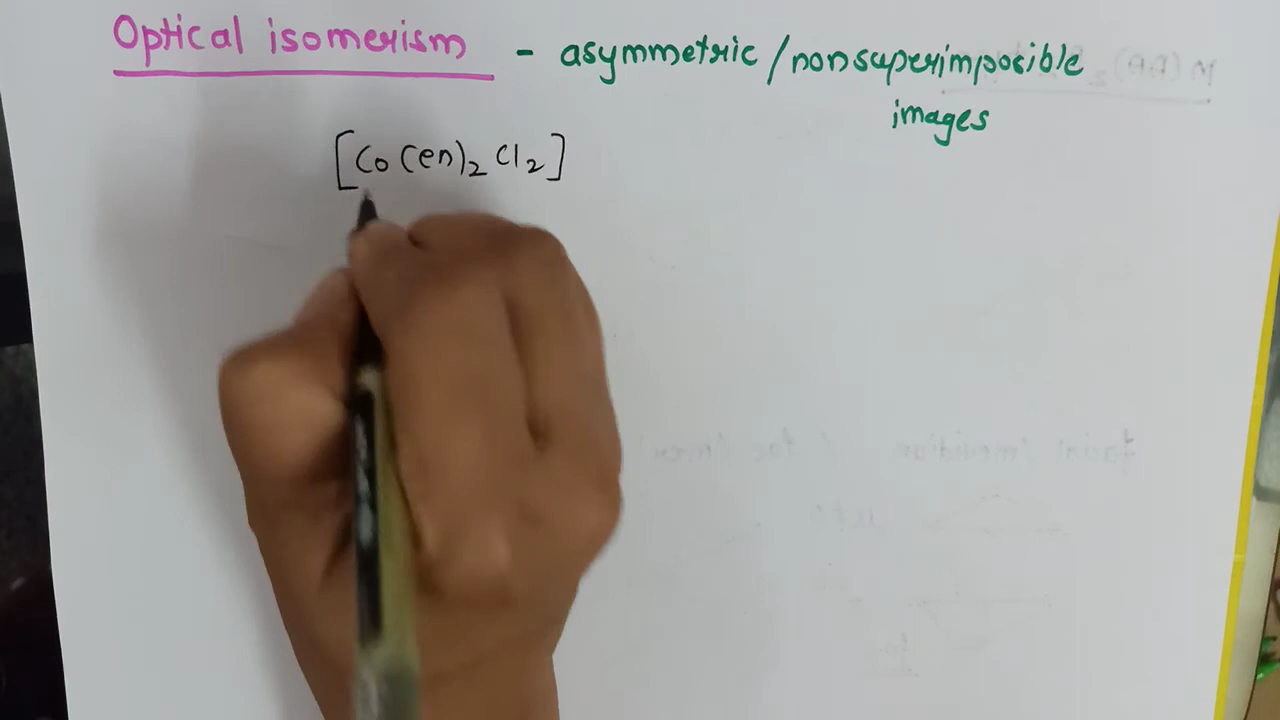 Optical isomerism - asymmetric / nonsuperimposible
images
[Co(en)₂Cl₂]